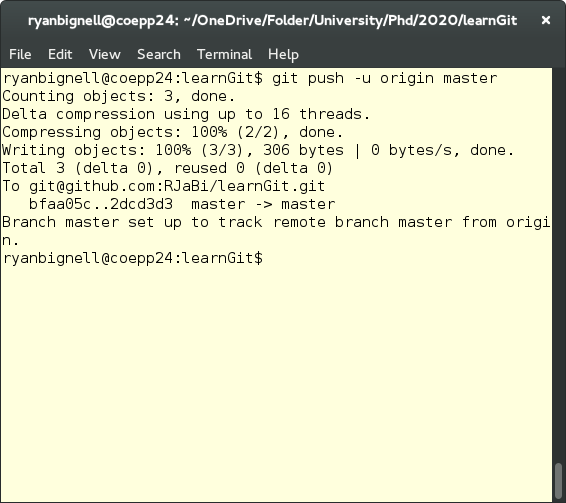 ryanbignell@coepp24: ~/OneDrive/Folder/University/Phd/2020/learnGit
File Edit View Search Terminal Help
ryanbignell@coepp24:learnGit$ git push -u origin master
Counting objects: 3, done.
Delta compression using up to 16 threads.
Compressing objects: 100% (2/2), done.
Writing objects: 100% (3/3), 306 bytes | 0 bytes/s, done.
Total 3 (delta 0), reused 0 (delta 0)
To git@github.com:RJaBi/learnGit.git
   bfaa05c..2dcd3d3  master -> master
Branch master set up to track remote branch master from origi
n.
ryanbignell@coepp24:learnGit$